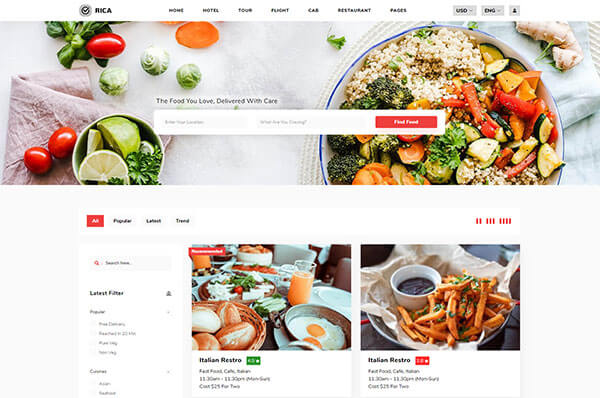 RICA
HOME HOTEL TOUR FLIGHT CAB RESTAURANT PAGES
USD ENG
The Food You Love, Delivered With Care
Enter Your Location
What Are You Craving?
Find Food
All Popular Latest Trend
Search here..
Latest Filter
Popular
Free Delivery
Reached In 20 Min
Pure Veg
Non Veg
Cuisines
Asian
Seafood
Recommended
Italian Restro
Fast Food, Café, Italian
11.30am - 11.30pm (Mon-Sun)
Cost $25 For Two
Italian Restro
Fast Food, Cafe, Italian
11.30am - 11.30pm (Mon-Sun)
Cost $25 For Two